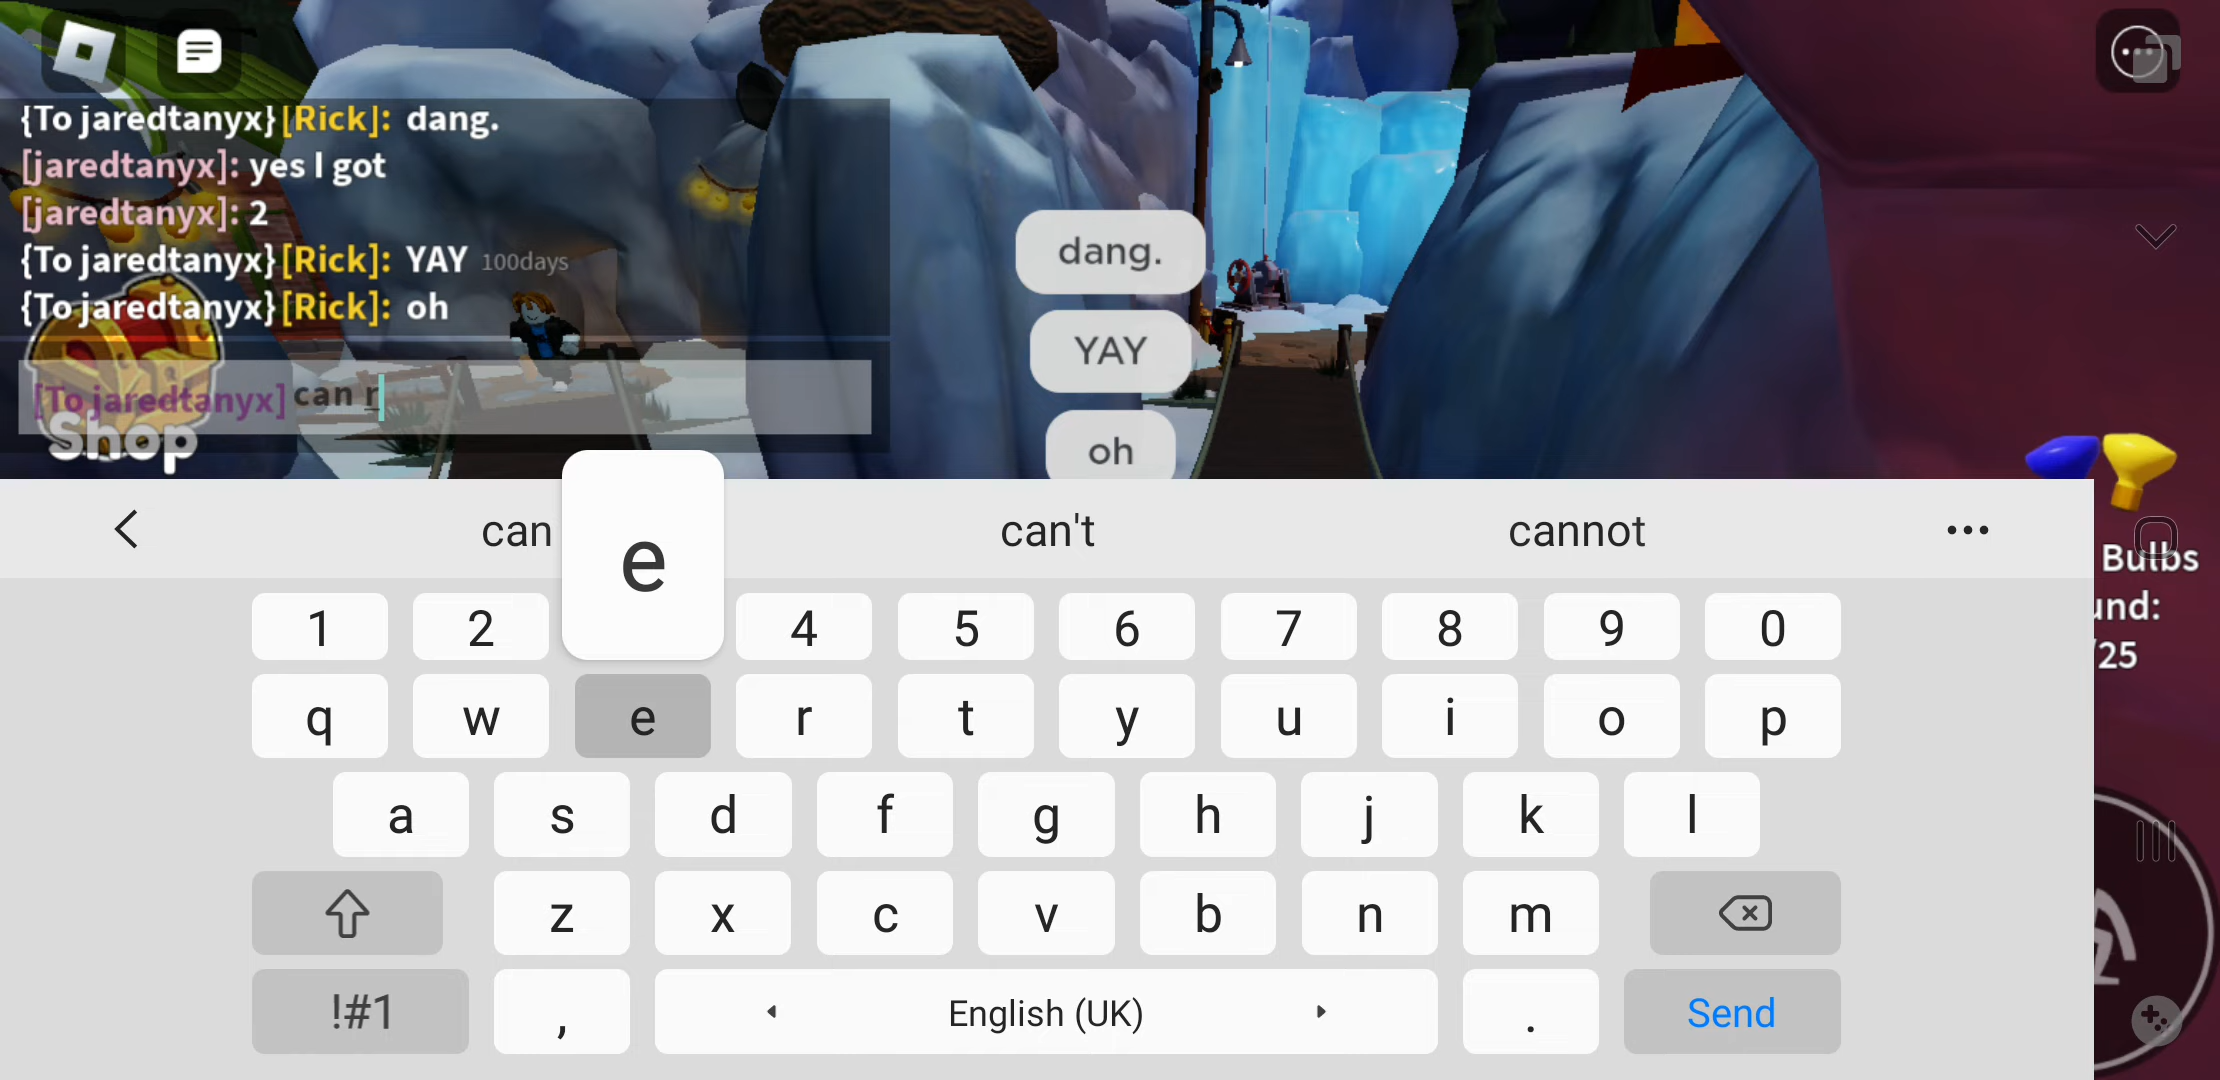 {To jaredtanyx}[Rick]: dang.
[jaredtanyx]: yes I got
[jaredtanyx]: 2
{To jaredtanyx}[Rick]: YAY
100days
{To jaredtanyx}[Rick]: oh
[To jaredtanyx] can r
Shop
dang.
YAY
oh
Bulbs
und:
/25
can
can't
cannot
e
1 2 4 5 6 7 8 9 0
q w e r t y u i o p
a s d f g h j k l
z x c v b n m
!#1 , English (UK) . Send